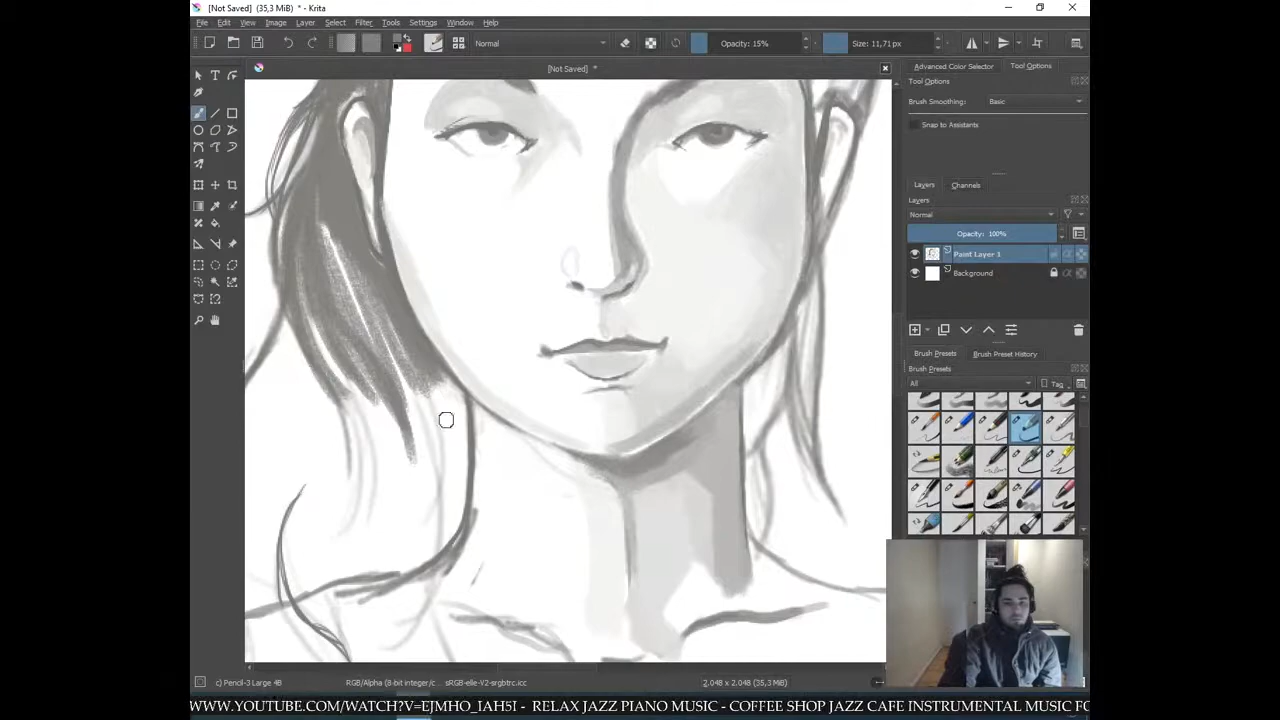 [Not Saved] (35,3 MiB) * - Krita
File Edit View Image Layer Select Filter Tools Settings Window Help
Normal Opacity: 15% Size: 11,71 px
[Not Saved] *
Advanced Color Selector Tool Options
Tool Options
Brush Smoothing: Basic
Snap to Assistants
Layers Channels
Layers
Normal
Opacity: 100%
Paint Layer 1
Background
Brush Presets Brush Preset History
Brush Presets
All Tag
c) Pencil-3 Large 4B RGB/Alpha (8-bit integer/c sRGB-elle-V2-srgbtrc.icc 2.048 x 2.048 (35,3 MiB)
WWW.YOUTUBE.COM/WATCH?V=EJMHO_IAH5I - RELAX JAZZ PIANO MUSIC - COFFEE SHOP JAZZ CAFE INSTRUMENTAL MUSIC FO